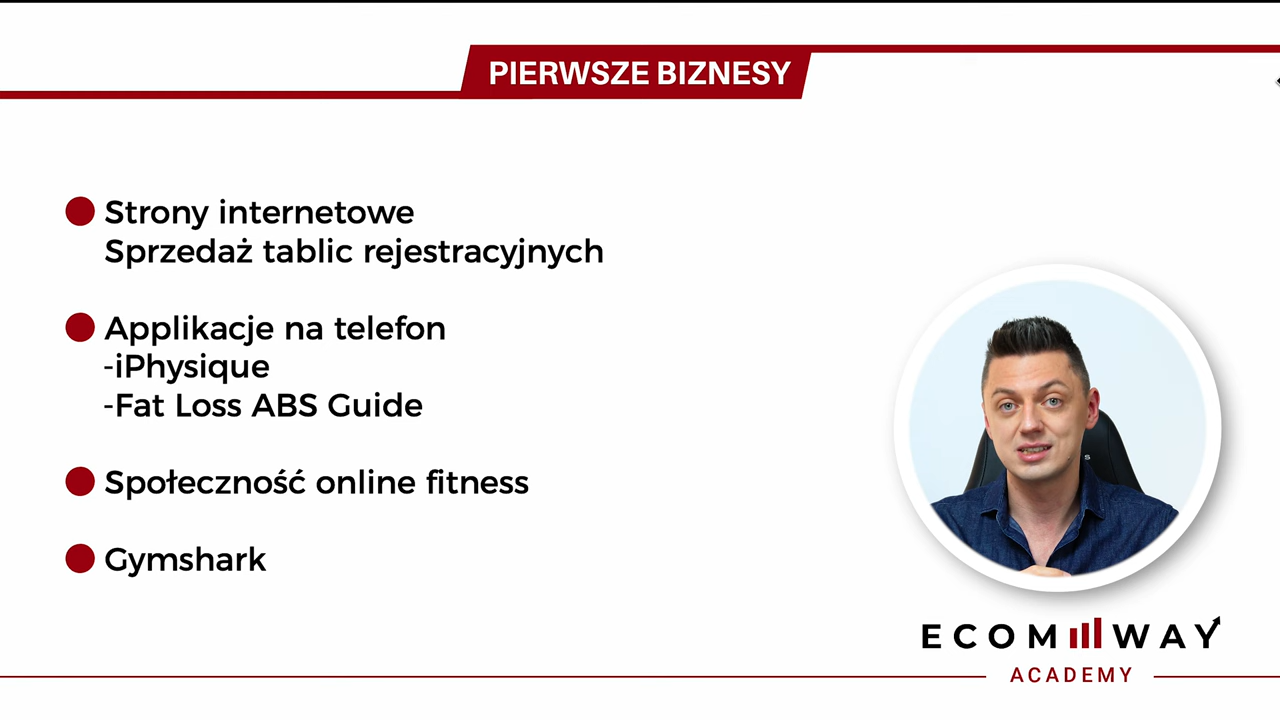 PIERWSZE BIZNESY
Strony internetowe
Sprzedaż tablic rejestracyjnych
Applikacje na telefon
-iPhysique
-Fat Loss ABS Guide
Społeczność online fitness
Gymshark
ECOM WAY
ACADEMY